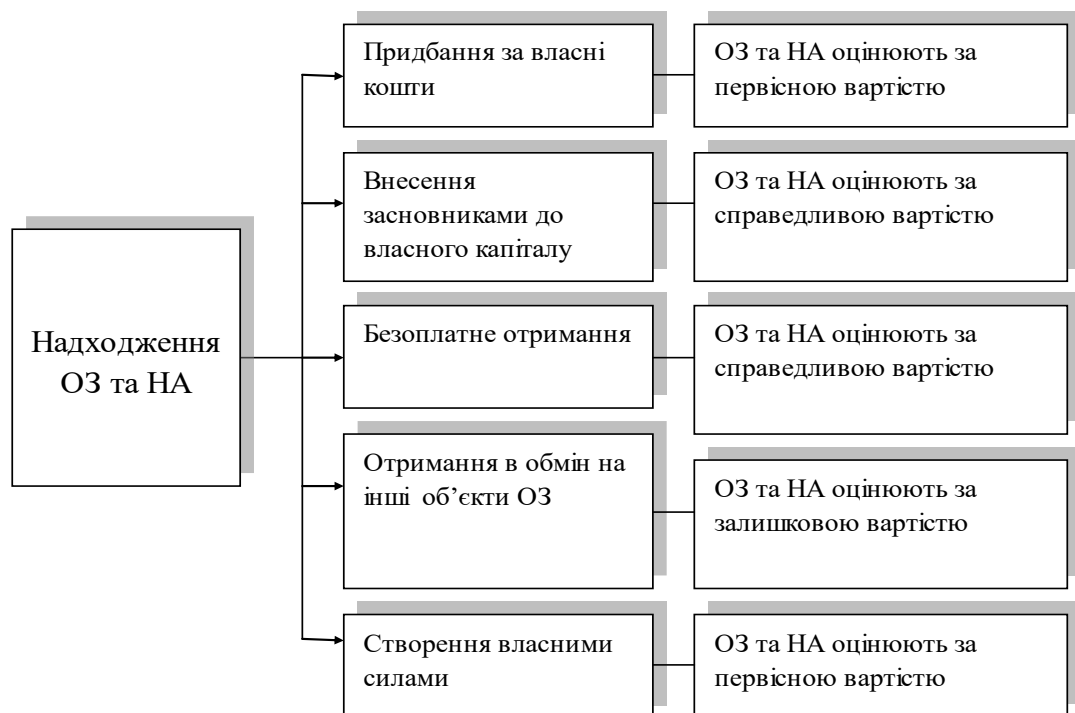 Надходження
ОЗ та НА
Придбання за власні
кошти
ОЗ та НА оцінюють за
первісною вартістю
Внесення
засновниками до
власного капіталу
ОЗ та НА оцінюють за
справедливою вартістю
Безоплатне отримання
ОЗ та НА оцінюють за
справедливою вартістю
Отримання в обмін на
інші об’єкти ОЗ
ОЗ та НА оцінюють за
залишковою вартістю
Створення власними
силами
ОЗ та НА оцінюють за
первісною вартістю